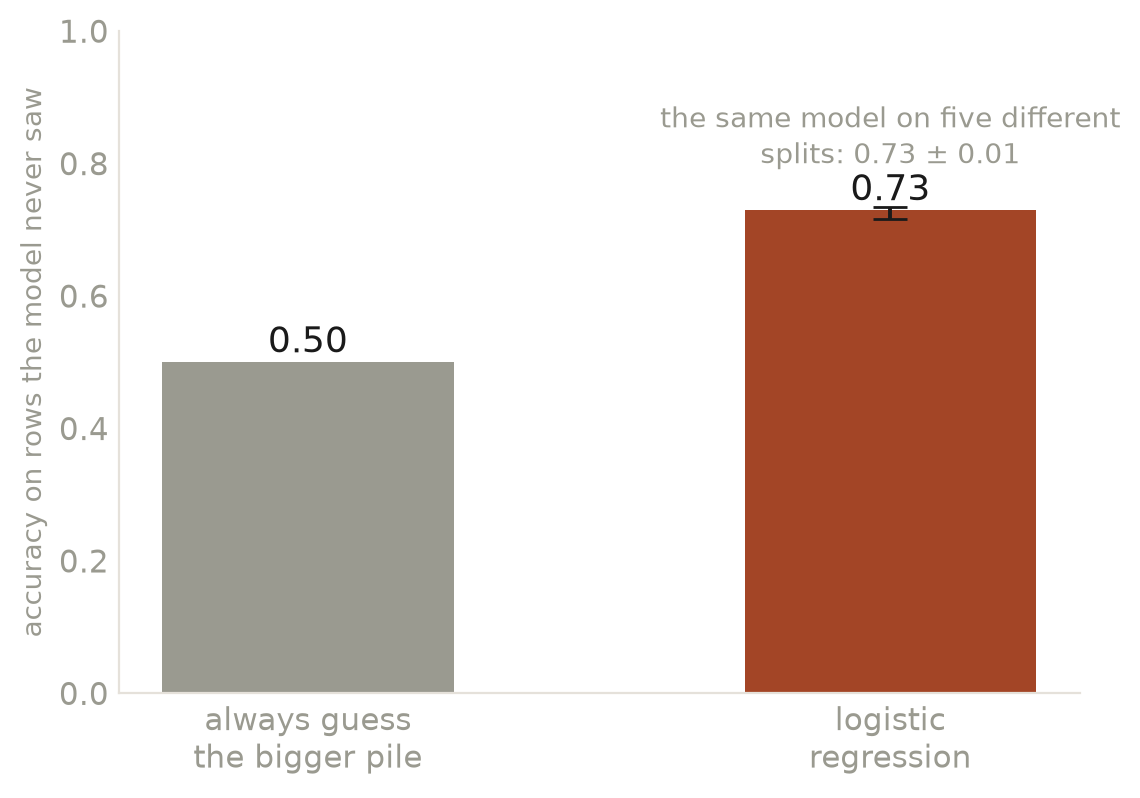 1.0
0.8
0.6
0.4
0.2
0.0
accuracy on rows the model never saw
the same model on five different
splits: 0.73 ± 0.01
0.73
0.50
always guess
the bigger pile
logistic
regression